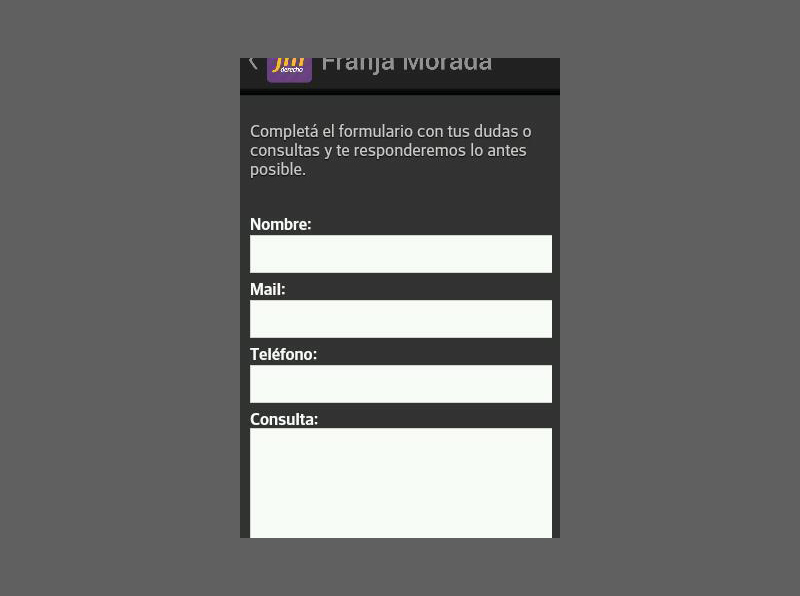 Franja Morada
derecho
Completá el formulario con tus dudas o
consultas y te responderemos lo antes
posible.
Nombre:
Mail:
Teléfono:
Consulta: